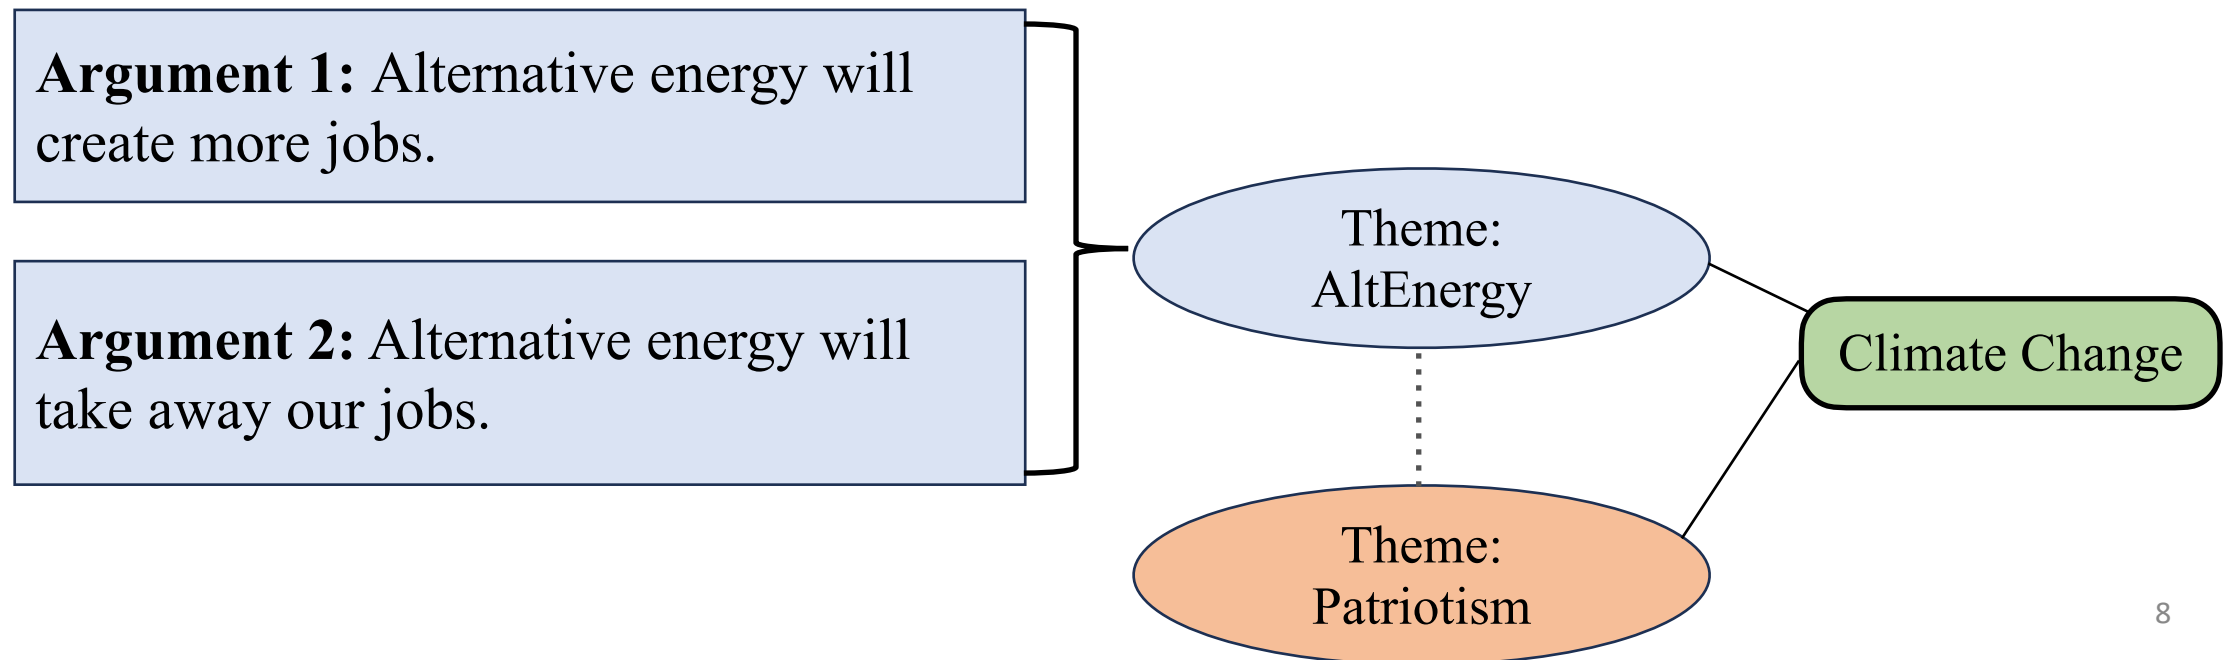 Argument 1: Alternative energy will
create more jobs.
Argument 2: Alternative energy will
take away our jobs.
Theme:
AltEnergy
Climate Change
Theme:
Patriotism
8